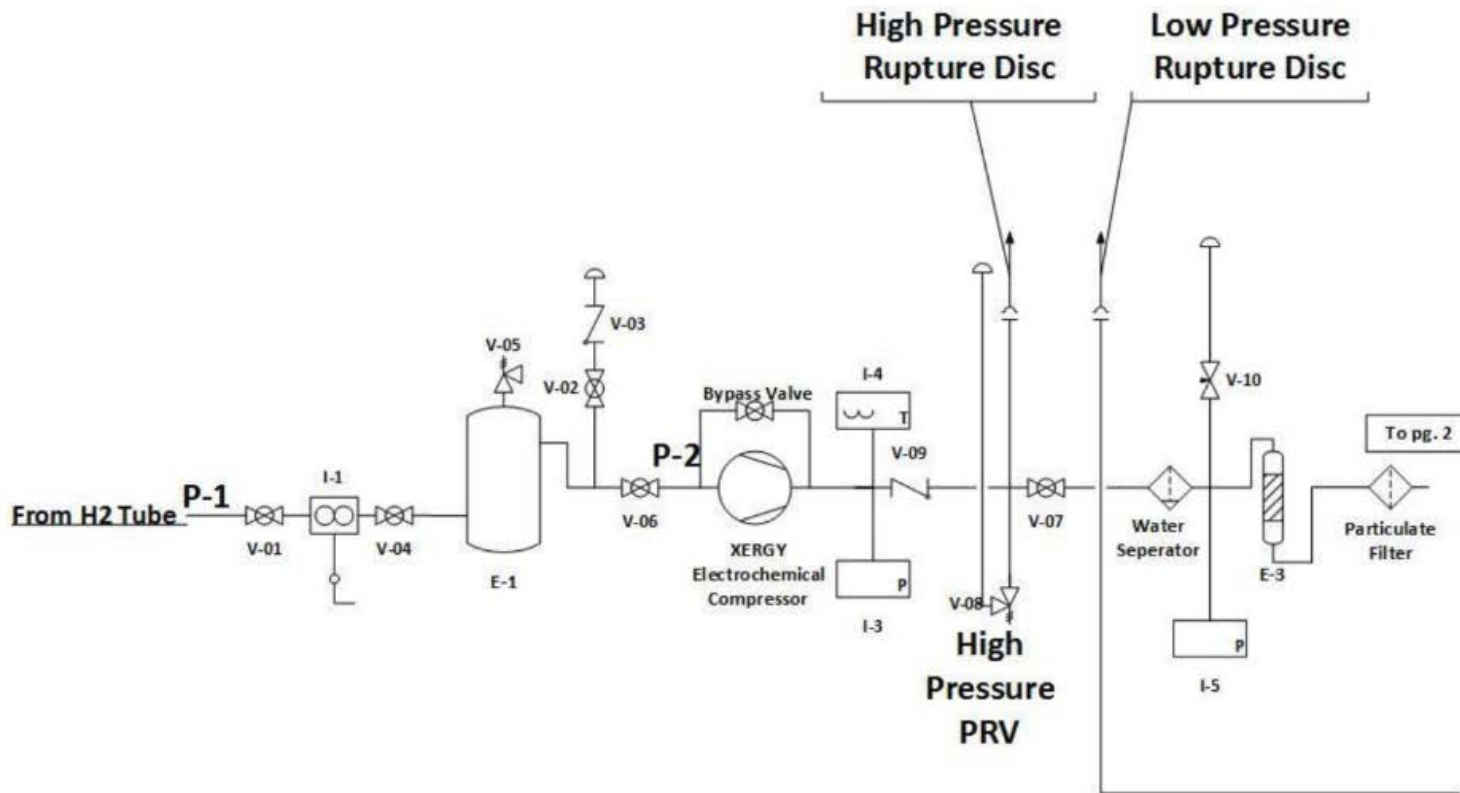 High Pressure
Rupture Disc
Low Pressure
Rupture Disc
V-03
V-05
V-02
Bypass Valve
I-4
T
V-10
To pg. 2
P-2
V-09
P-1
I-1
From H2 Tube
V-01
V-04
E-1
V-06
XERGY
Electrochemical
Compressor
P
I-3
V-07
Water
Seperator
E-3
Particulate
Filter
V-08
High
Pressure
PRV
P
I-5